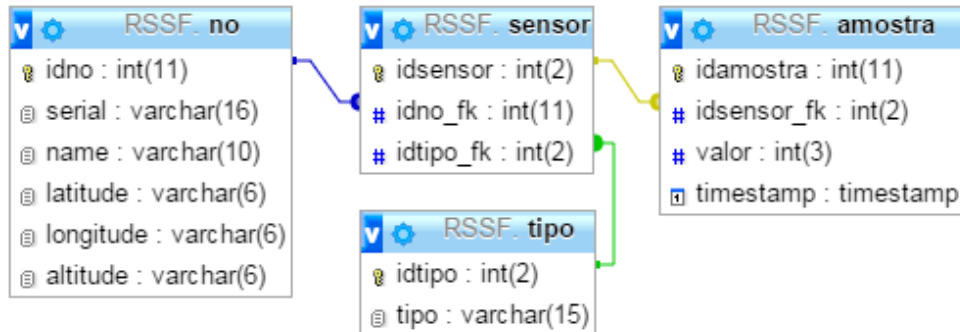 RSSF. no
idno : int(11)
serial : varchar(16)
name : varchar(10)
latitude : varchar(6)
longitude : varchar(6)
altitude : varchar(6)
RSSF. sensor
idsensor : int(2)
# idno_fk : int(11)
# idtipo_fk : int(2)
RSSF. tipo
idtipo : int(2)
tipo : varchar(15)
RSSF. amostra
idamostra : int(11)
# idsensor_fk : int(2)
# valor : int(3)
timestamp : timestamp